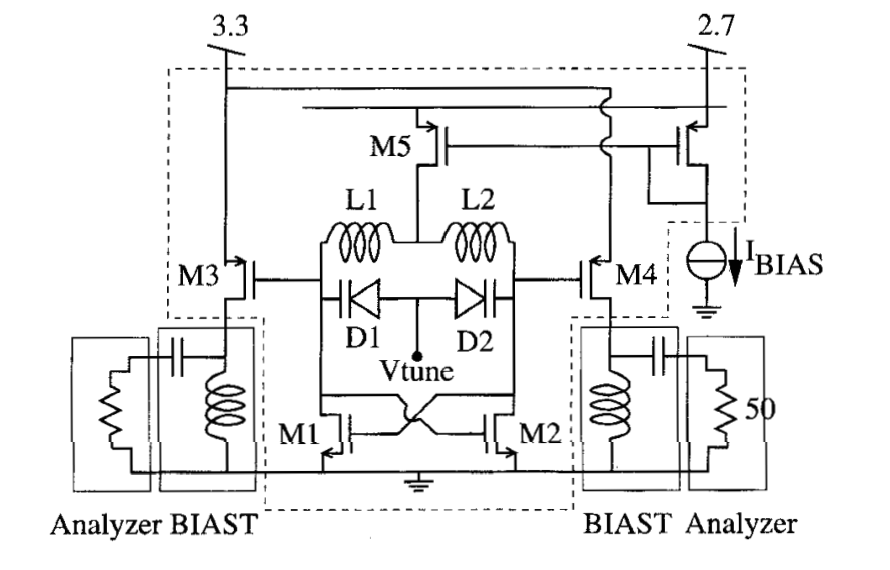 3.3
2.7
M5
L1
L2
M3
M4
I BIAS
D1
D2
Vtune
M1
M2
50
Analyzer BIAST
BIAST Analyzer